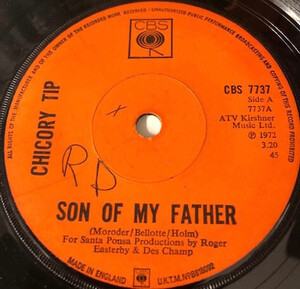 ALL RIGHTS OF THE MANUFACTURER AND OF THE OWNER OF THE RECORDED WORK RESERVED. UNAUTHORISED PUBLIC PERFORMANCE BROADCASTING AND COPYING OF THIS RECORD PROHIBITED
CBS
CBS 7737
Side A
7737A
ATV Kirshner
Music Ltd.
℗ 1972
3.20
45
CHICORY TIP
RD
SON OF MY FATHER
(Moroder/Bellotte/Holm)
For Santa Ponsa Productions by Roger
Easterby & Des Champ
MADE IN ENGLAND